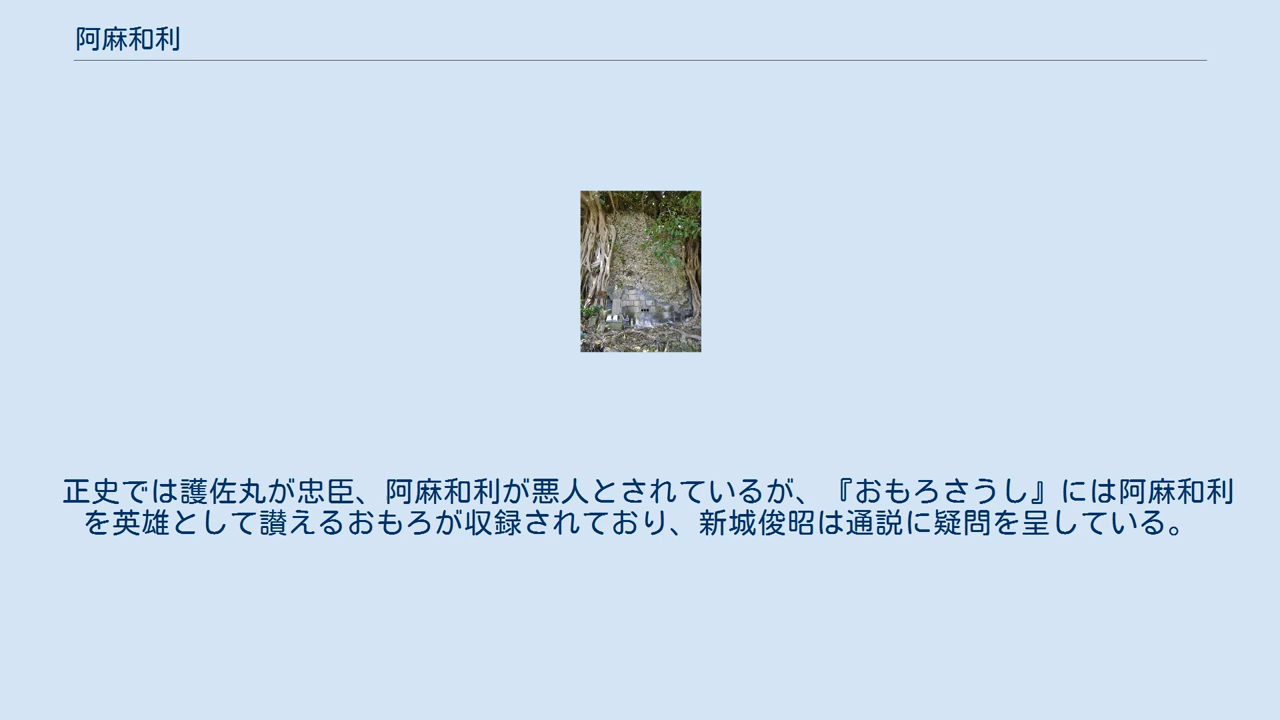 阿麻和利
正史では護佐丸が忠臣、阿麻和利が悪人とされているが、『おもろさうし』には阿麻和利
を英雄として讃えるおもろが収録されており、新城俊昭は通説に疑問を呈している。